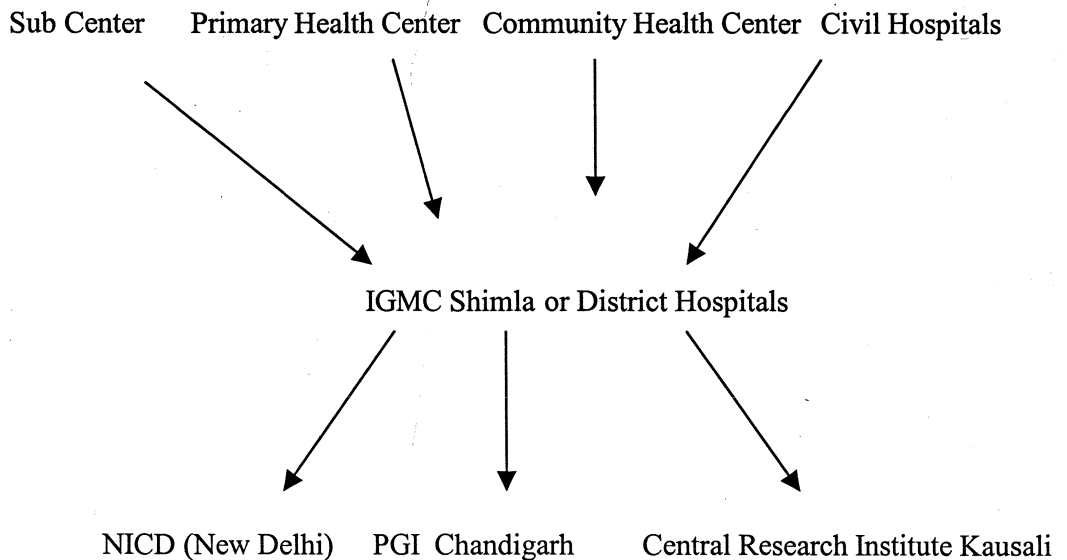 Sub Center Primary Health Center Community Health Center Civil Hospitals
IGMC Shimla or District Hospitals
NICD (New Delhi) PGI Chandigarh Central Research Institute Kausali